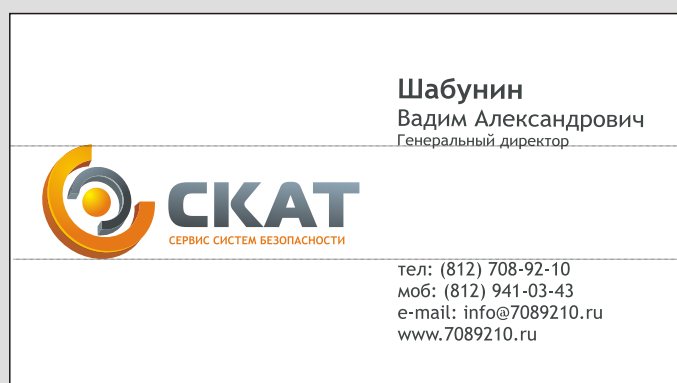 Шабунин
Вадим Александрович
Генеральный директор
СКАТ
СЕРВИС СИСТЕМ БЕЗОПАСНОСТИ
тел: (812) 708-92-10
моб: (812) 941-03-43
e-mail: info@7089210.ru
www.7089210.ru